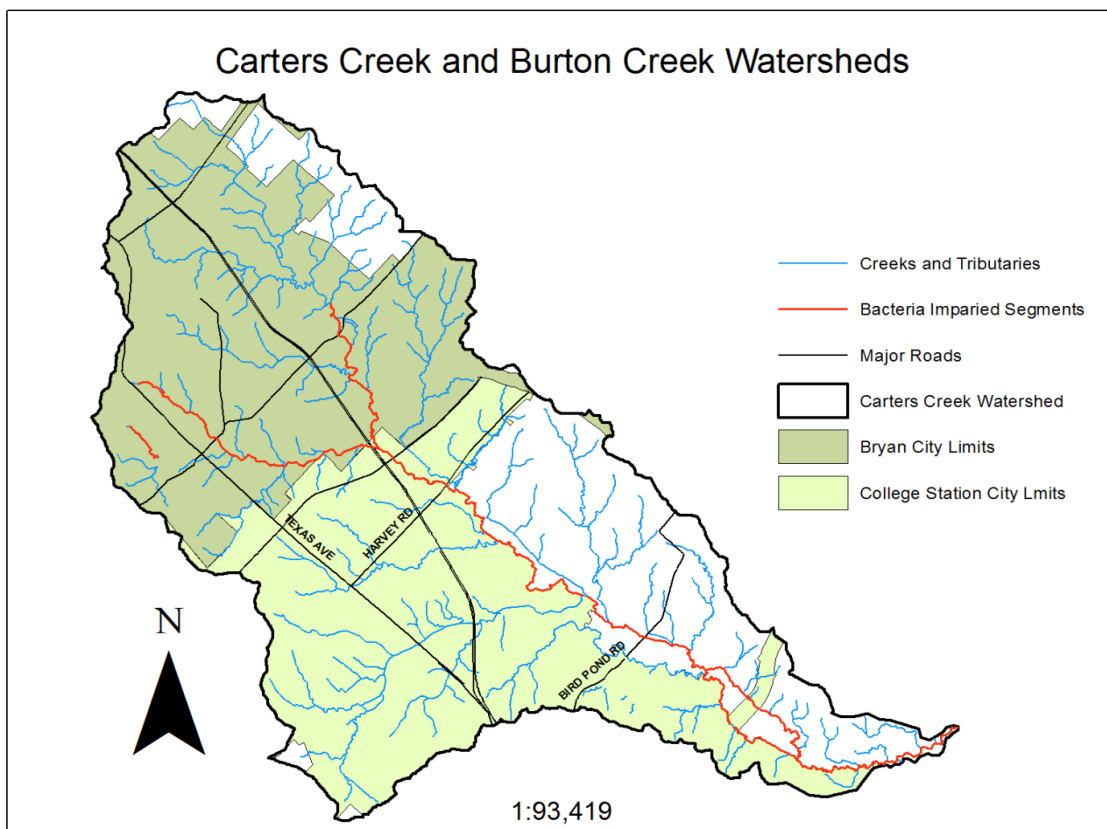 Carters Creek and Burton Creek Watersheds
Creeks and Tributaries
Bacteria Imparied Segments
Major Roads
Carters Creek Watershed
Bryan City Limits
College Station City Lmits
TEXAS AVE
HARVEY RD
BIRD POND RD
N
1:93,419